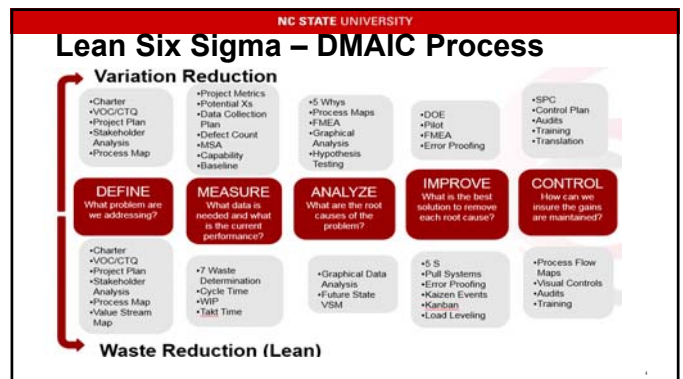 NC STATE UNIVERSITY
Lean Six Sigma – DMAIC Process
Variation Reduction
•Charter
•VOC/CTQ
•Project Plan
•Stakeholder
Analysis
•Process Map
•Project Metrics
•Potential Xs
•Data Collection
Plan
•Defect Count
•MSA
•Capability
•Baseline
•5 Whys
•Process Maps
•FMEA
•Graphical
Analysis
•Hypothesis
Testing
•DOE
•Pilot
•FMEA
•Error Proofing
•SPC
•Control Plan
•Audits
•Training
•Translation
DEFINE
What problem are
we addressing?
MEASURE
What data is
needed and what
is the current
performance?
ANALYZE
What are the root
causes of the
problem?
IMPROVE
What is the best
solution to remove
each root cause?
CONTROL
How can we
insure the gains
are maintained?
•Charter
•VOC/CTQ
•Project Plan
•Stakeholder
Analysis
•Process Map
•Value Stream
Map
•7 Waste
Determination
•Cycle Time
•WIP
•Takt Time
•Graphical Data
Analysis
•Future State
VSM
•5 S
•Pull Systems
•Error Proofing
•Kaizen Events
•Kanban
•Load Leveling
•Process Flow
Maps
•Visual Controls
•Audits
•Training
Waste Reduction (Lean)